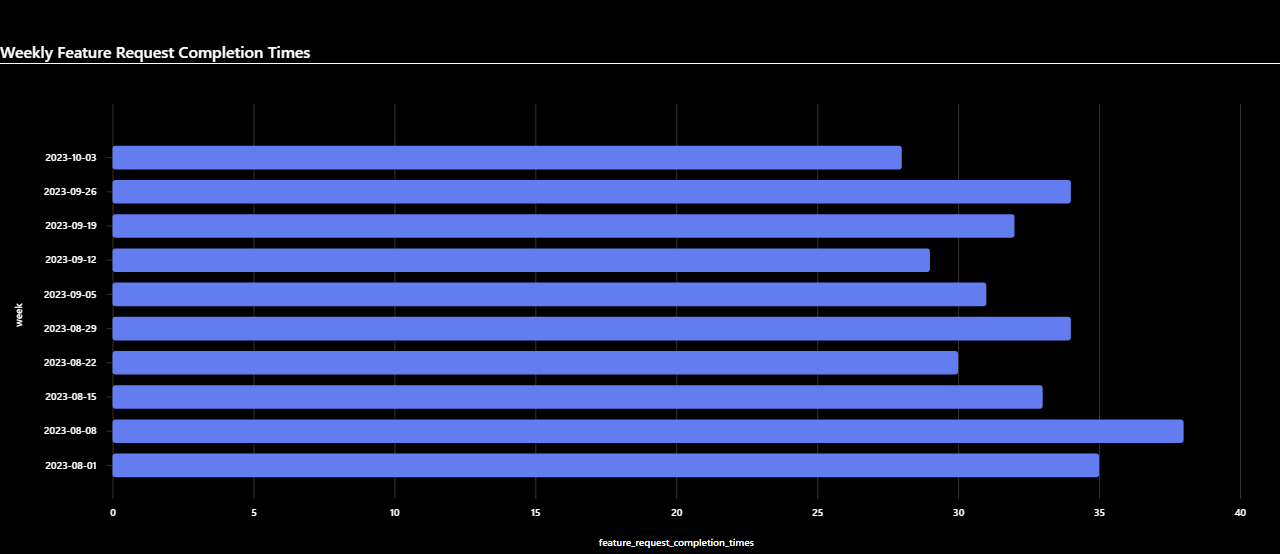 Weekly Feature Request Completion Times
2023-10-03
2023-09-26
2023-09-19
2023-09-12
2023-09-05
week
2023-08-29
2023-08-22
2023-08-15
2023-08-08
2023-08-01
0 5 10 15 20 25 30 35 40
feature_request_completion_times